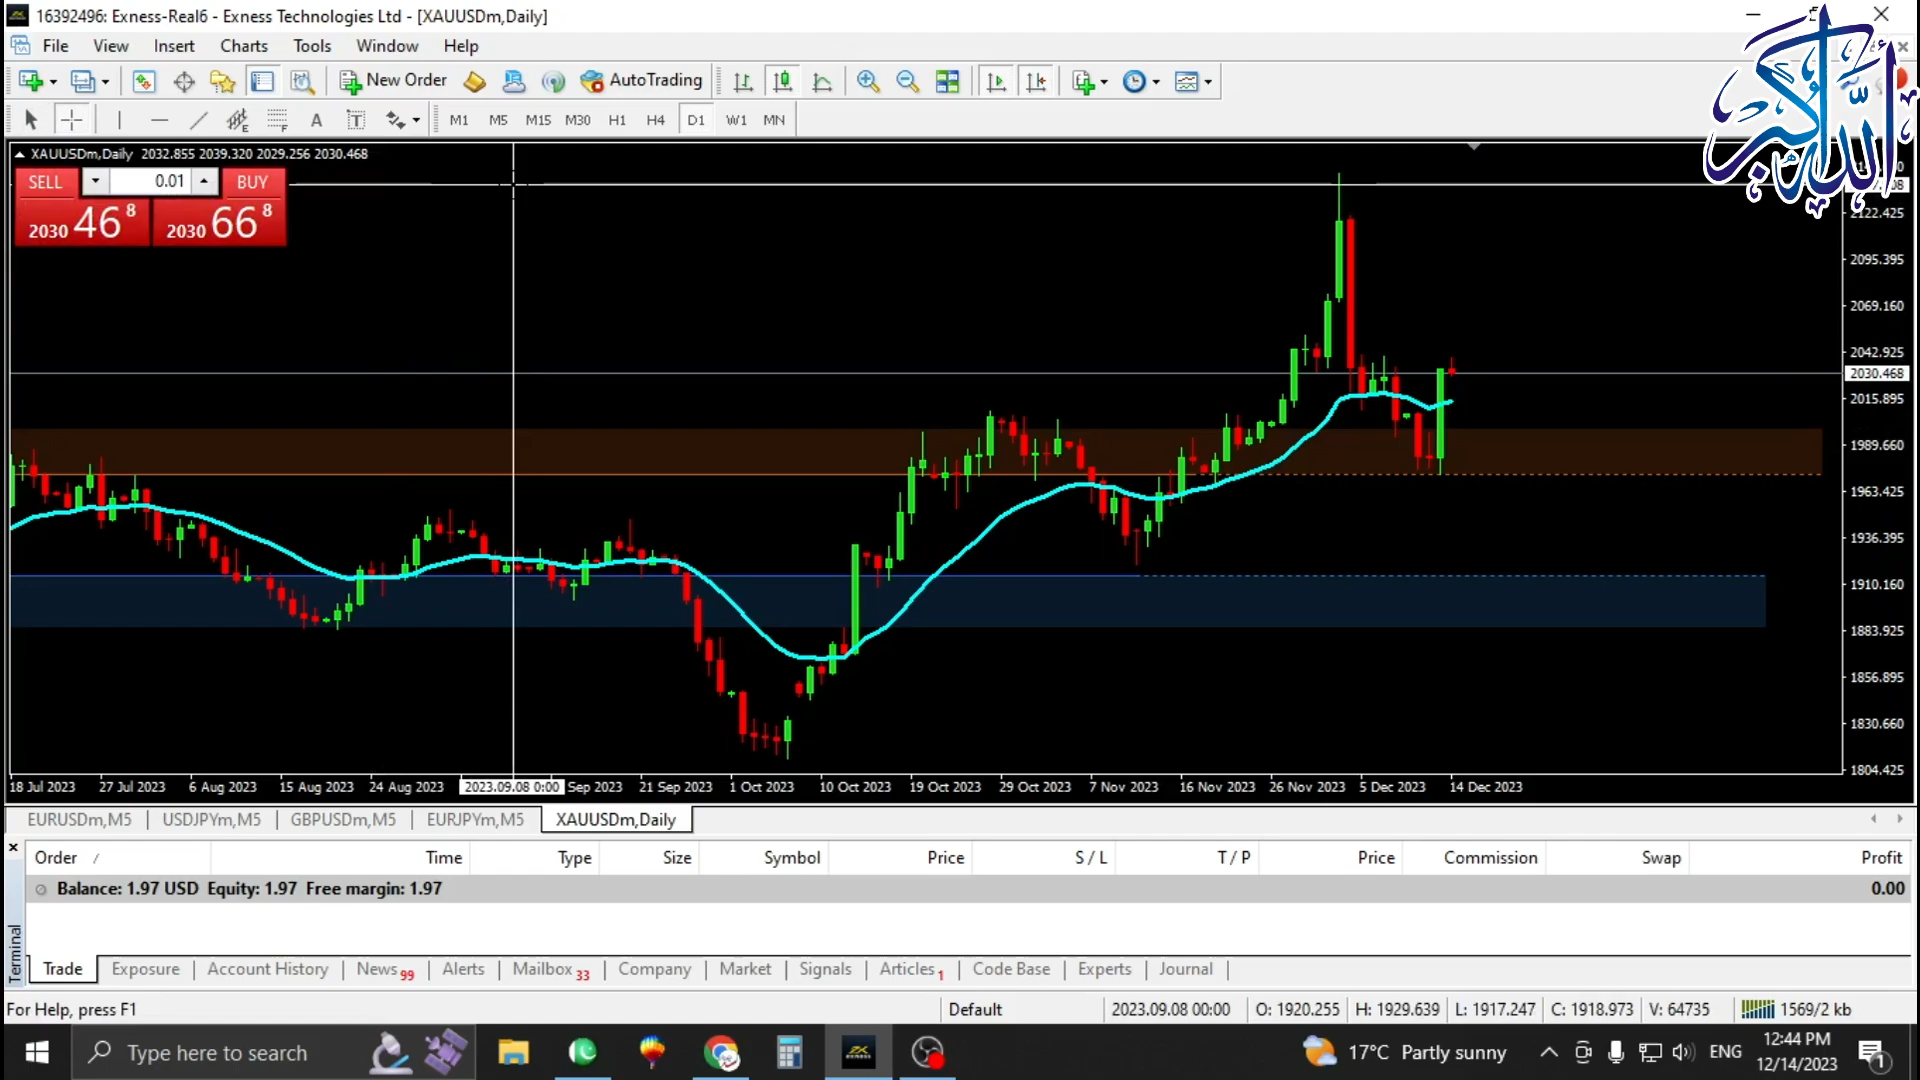 16392496: Exness-Real6 - Exness Technologies Ltd - [XAUUSDm,Daily]
File View Insert Charts Tools Window Help
New Order AutoTrading
E F A T M1 M5 M15 M30 H1 H4 D1 W1 MN
الله أكبر
XAUUSDm,Daily 2032.855 2039.320 2029.256 2030.468
SELL 0.01 BUY
2030 46 8 2030 66 8
2122.425
2095.395
2069.160
2042.925
2030.468
2015.895
1989.660
1963.425
1936.395
1910.160
1883.925
1856.895
1830.660
1804.425
18 Jul 2023 27 Jul 2023 6 Aug 2023 15 Aug 2023 24 Aug 2023 2023.09.08 0:00 Sep 2023 21 Sep 2023 1 Oct 2023 10 Oct 2023 19 Oct 2023 29 Oct 2023 7 Nov 2023 16 Nov 2023 26 Nov 2023 5 Dec 2023 14 Dec 2023
EURUSDm,M5 USDJPYm,M5 GBPUSDm,M5 EURJPYm,M5 XAUUSDm,Daily
Order / Time Type Size Symbol Price S / L T / P Price Commission Swap Profit
Balance: 1.97 USD Equity: 1.97 Free margin: 1.97 0.00
Terminal
Trade Exposure Account History News 99 Alerts Mailbox 33 Company Market Signals Articles 1 Code Base Experts Journal
For Help, press F1 Default 2023.09.08 00:00 O: 1920.255 H: 1929.639 L: 1917.247 C: 1918.973 V: 64735 1569/2 kb
Type here to search exness 17°C Partly sunny ENG 12:44 PM
12/14/2023 1